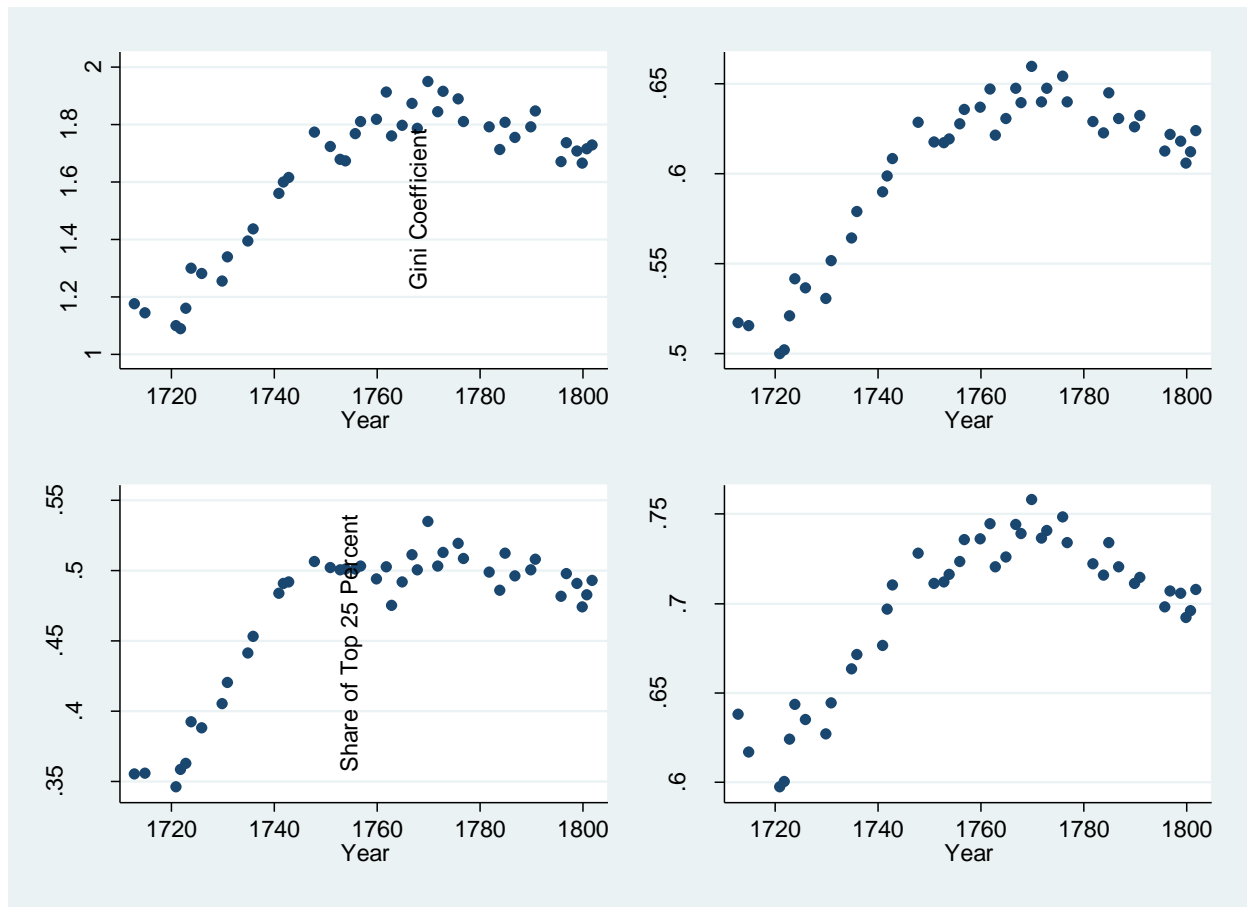 2
1.8
1.6
1.4
1.2
1
Gini Coefficient
1720 1740 1760 1780 1800
Year
.65
.6
.55
.5
1720 1740 1760 1780 1800
Year
.55
.5
.45
.4
.35
Share of Top 25 Percent
1720 1740 1760 1780 1800
Year
.75
.7
.65
.6
1720 1740 1760 1780 1800
Year